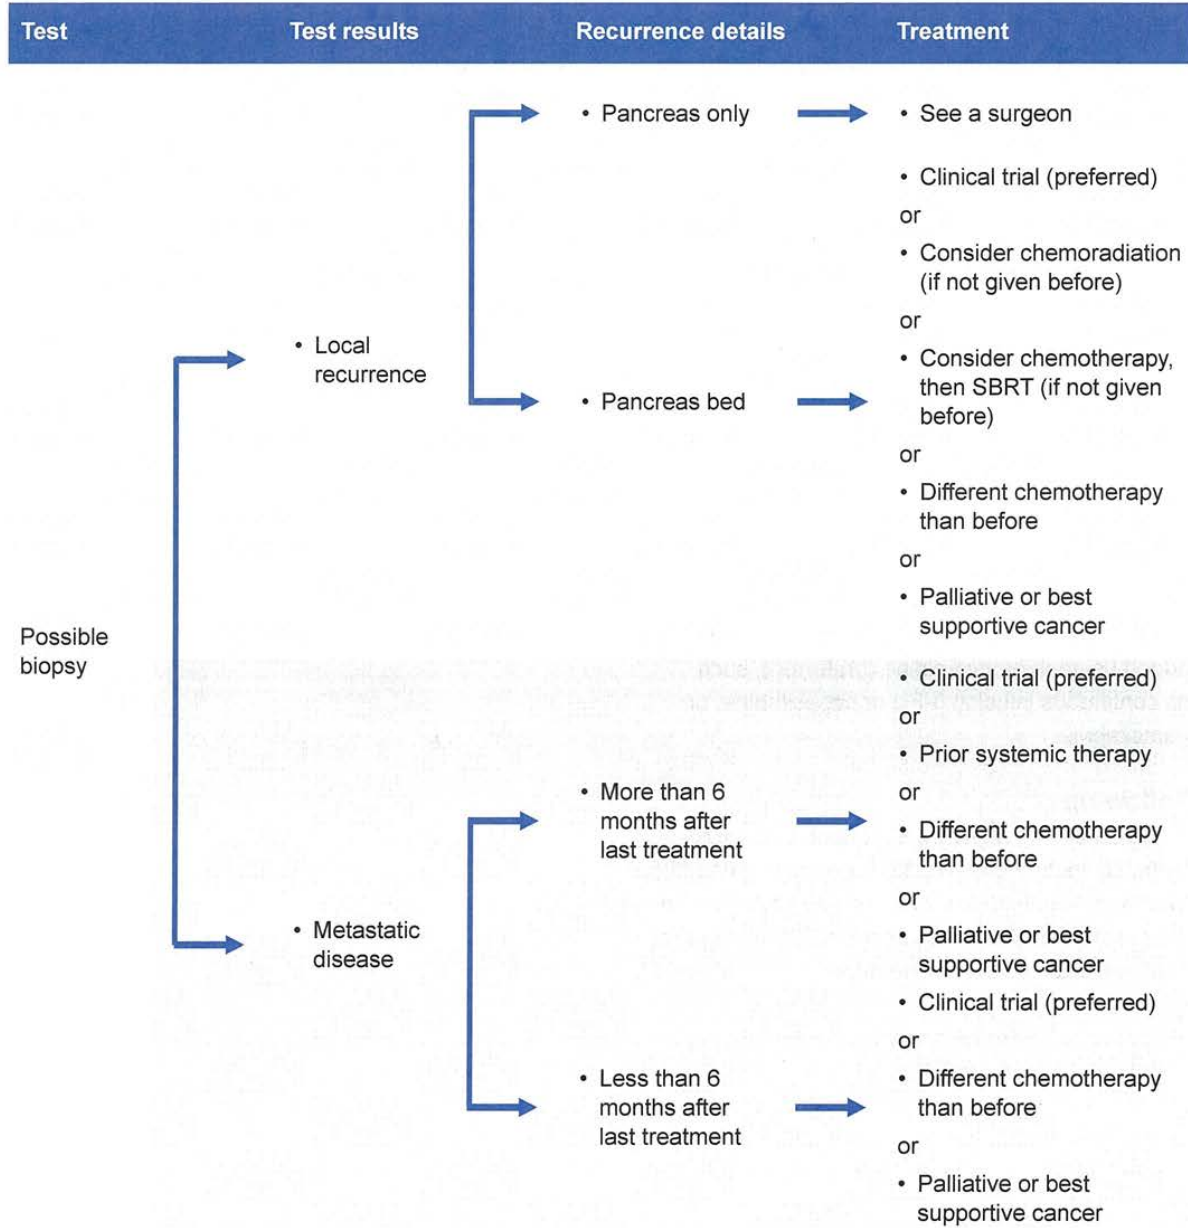 Test Test results Recurrence details Treatment
• Pancreas only
• See a surgeon
• Clinical trial (preferred)
or
• Consider chemoradiation
(if not given before)
or
• Local
recurrence
• Pancreas bed
• Consider chemotherapy,
then SBRT (if not given
before)
or
• Different chemotherapy
than before
or
• Palliative or best
supportive cancer
Possible
biopsy
• Clinical trial (preferred)
or
• Prior systemic therapy
or
• More than 6
months after
last treatment
• Different chemotherapy
than before
or
• Palliative or best
supportive cancer
• Metastatic
disease
• Clinical trial (preferred)
or
• Less than 6
months after
last treatment
• Different chemotherapy
than before
or
• Palliative or best
supportive cancer